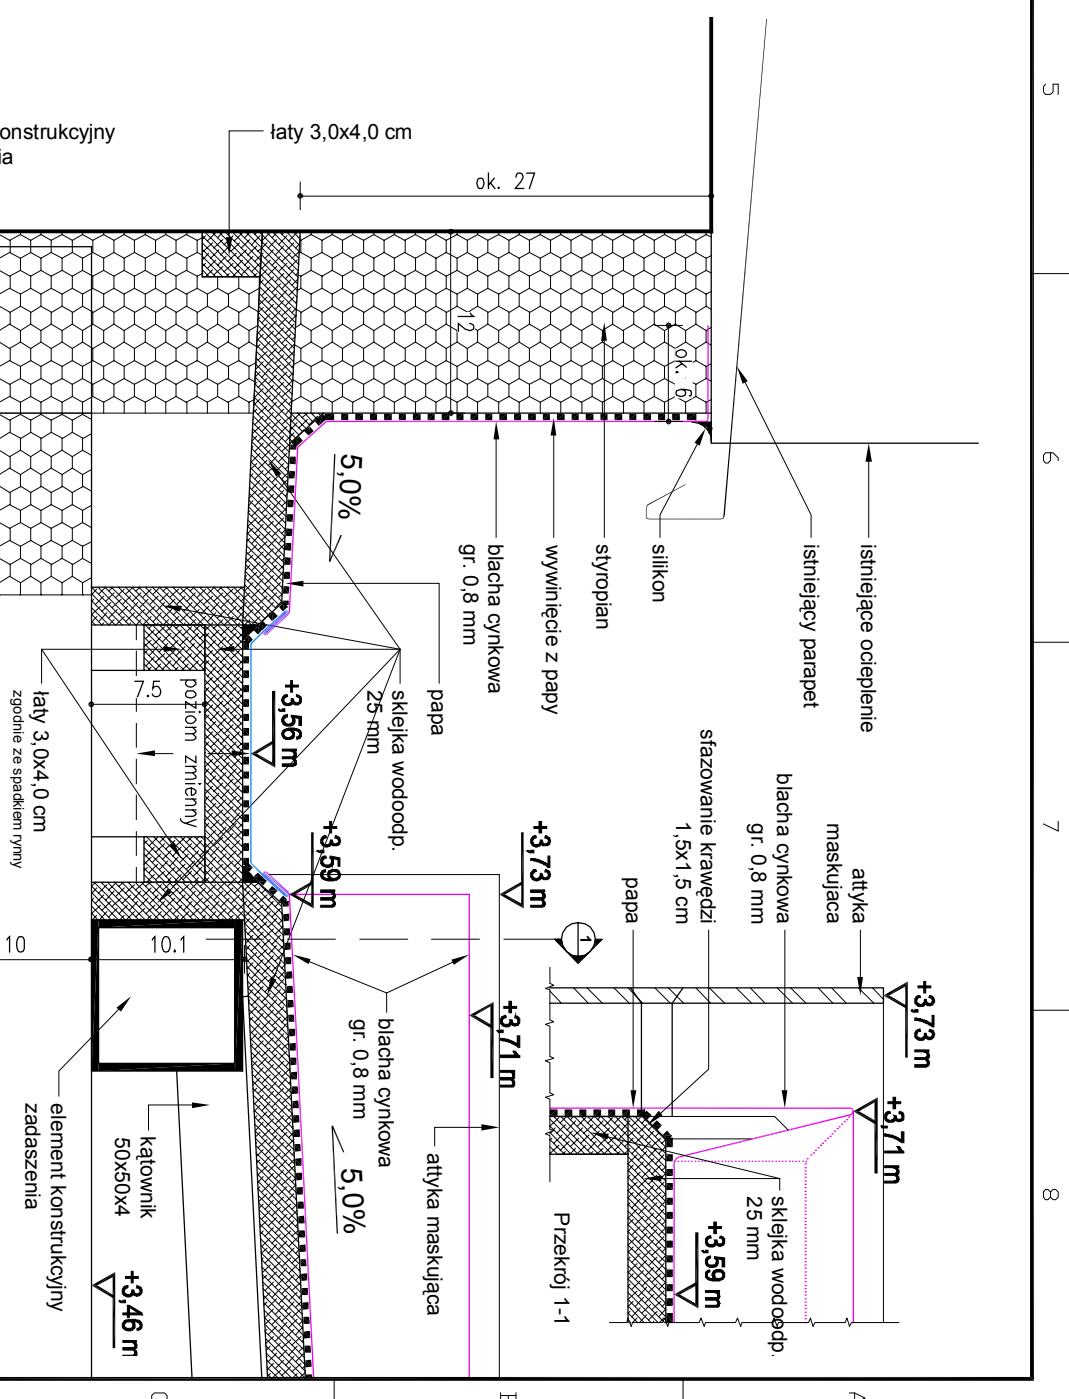 5
6
7
8
onstrukcyjny
ia
łaty 3,0x4,0 cm
ok. 27
12
ok. 6
5,0%
istniejące ocieplenie
istniejący parapet
silikon
styropian
wywinięcie z papy
blacha cynkowa
gr. 0,8 mm
papa
sklejka wodoodp.
25 mm
+3,56 m
poziom zmienny
7.5
łaty 3,0x4,0 cm
zgodnie ze spadkiem rynny
+3,59 m
+3,73 m
+3,71 m
sfazowanie krawędzi
1,5x1,5 cm
blacha cynkowa
gr. 0,8 mm
attyka
maskujaca
papa
1
+3,73 m
+3,71 m
+3,59 m
sklejka wodoodp.
25 mm
Przekrój 1-1
10
10.1
blacha cynkowa
gr. 0,8 mm
5,0%
attyka maskująca
kątownik
50x50x4
element konstrukcyjny
zadaszenia
+3,46 m